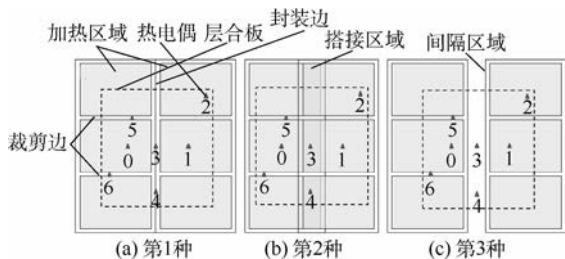 封装边
加热区域 热电偶 层合板 搭接区域 间隔区域
2 2 2
5 5 5
裁剪边
0 3 1 0 3 1 0 3 1
6 6 6
4 4 4
(a) 第1种 (b) 第2种 (c) 第3种